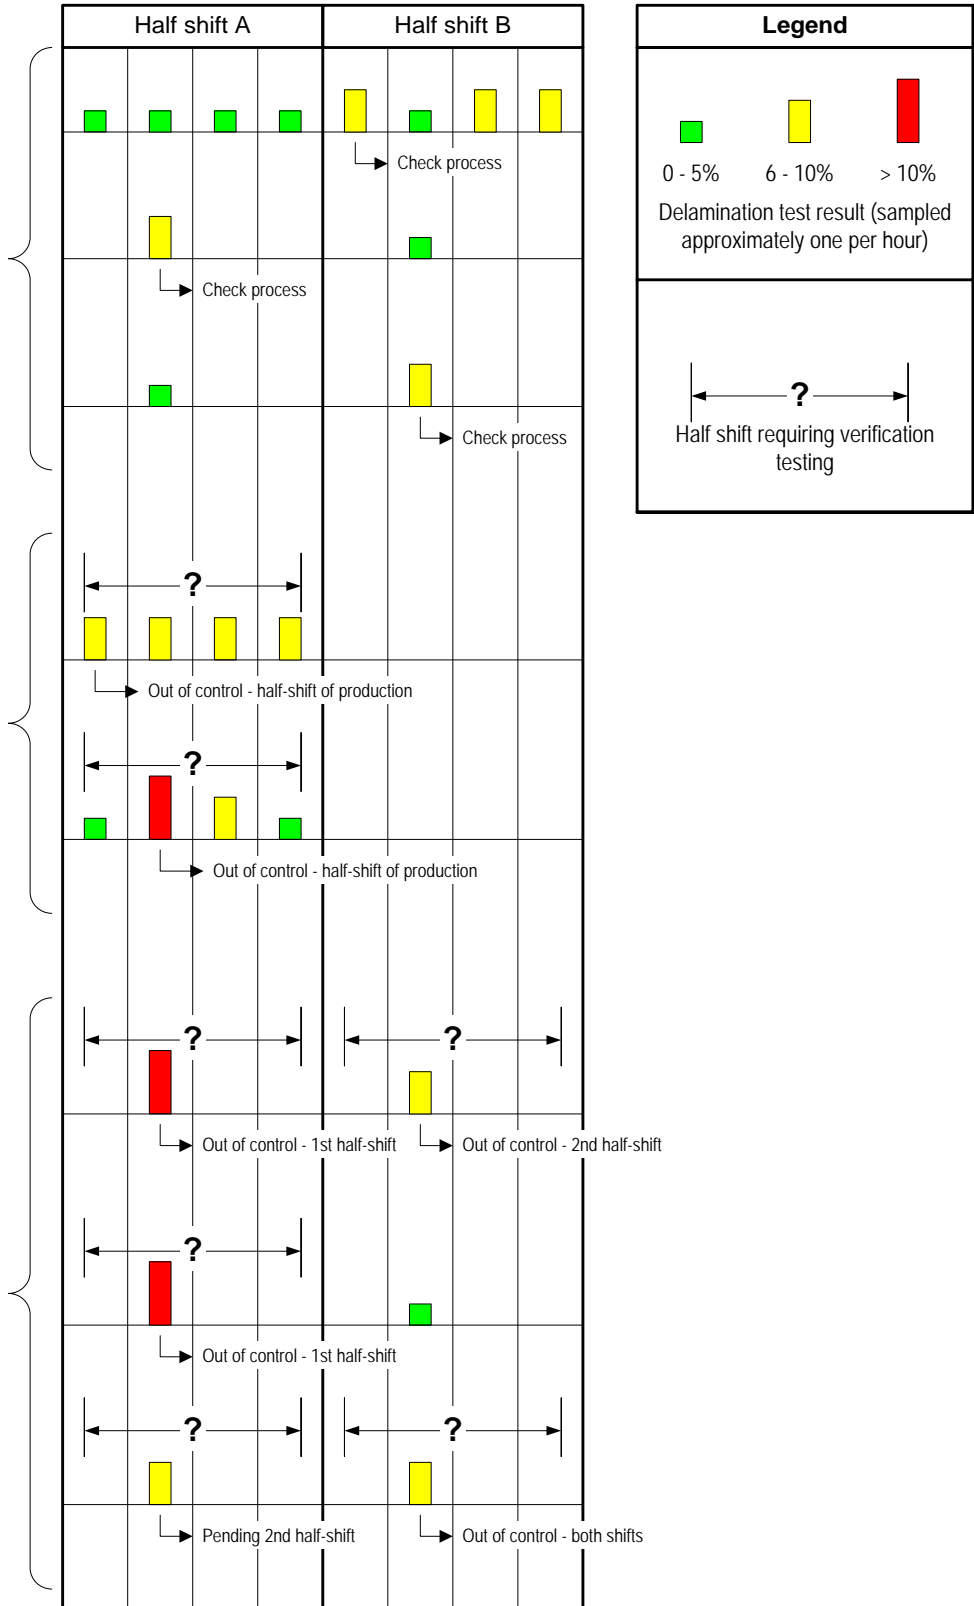 Half shift A
Half shift B
Check process
Check process
Check process
?
Out of control - half-shift of production
?
Out of control - half-shift of production
?
?
Out of control - 1st half-shift
Out of control - 2nd half-shift
?
Out of control - 1st half-shift
?
?
Pending 2nd half-shift
Out of control - both shifts
Legend
0 - 5%
6 - 10%
> 10%
Delamination test result (sampled
approximately one per hour)
?
Half shift requiring verification
testing